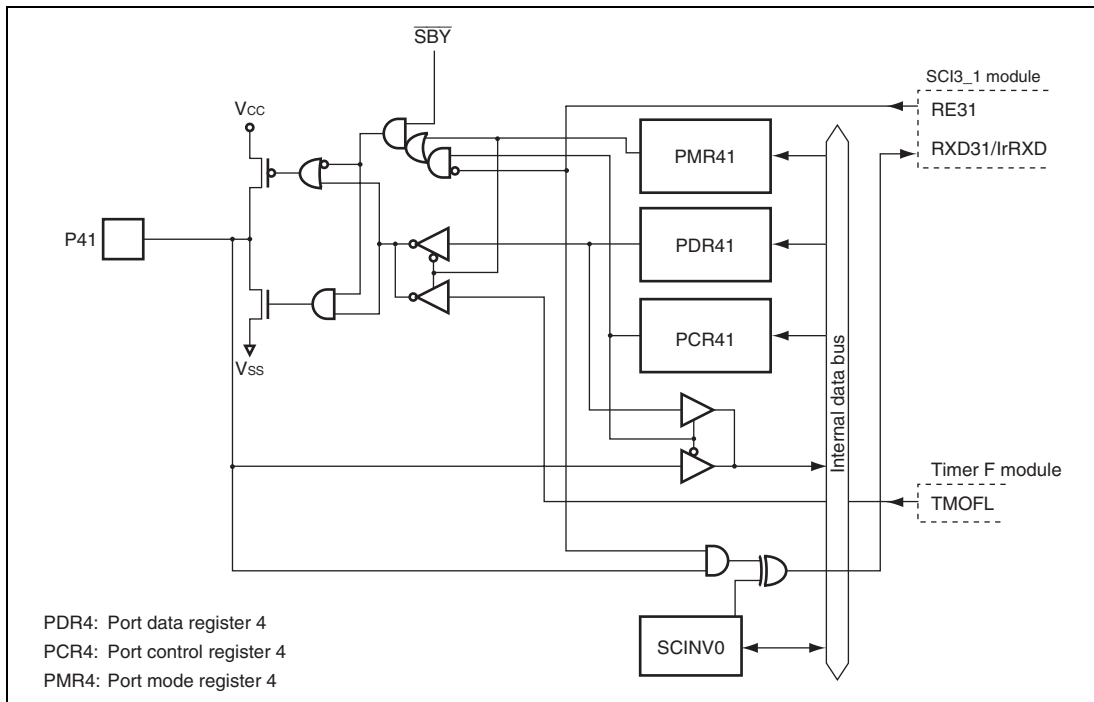 SBY
SCI3_1 module
VCC
RE31
PMR41
RXD31/IrRXD
P41
PDR41
PCR41
VSS
Internal data bus
Timer F module
TMOFL
PDR4: Port data register 4
PCR4: Port control register 4
PMR4: Port mode register 4
SCINV0